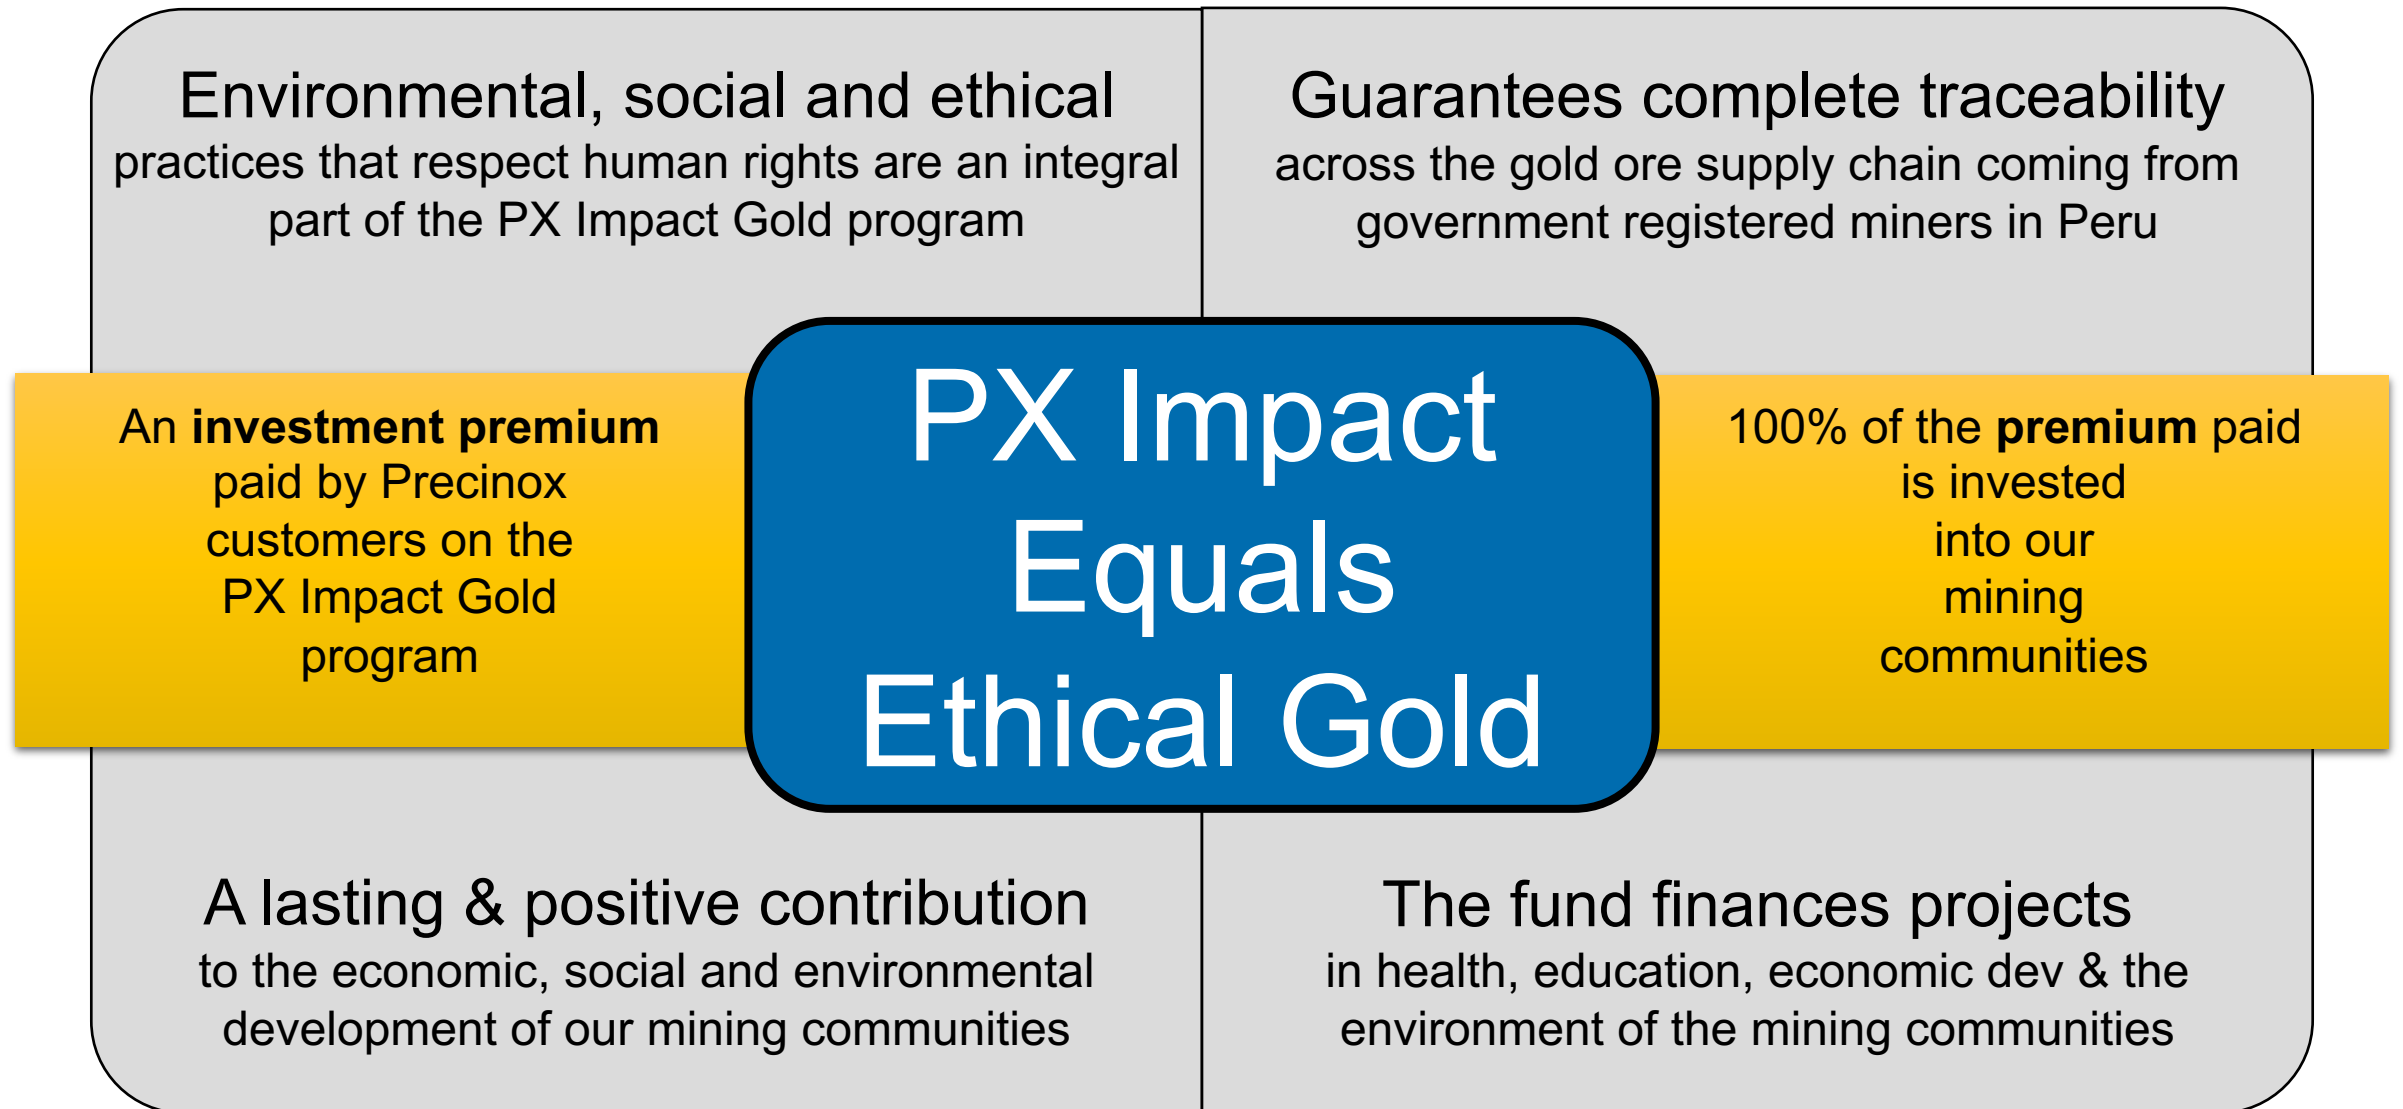 Environmental, social and ethical
practices that respect human rights are an integral
part of the PX Impact Gold program
Guarantees complete traceability
across the gold ore supply chain coming from
government registered miners in Peru
An investment premium
paid by Precinox
customers on the
PX Impact Gold
program
PX Impact
Equals
Ethical Gold
100% of the premium paid
is invested
into our
mining
communities
A lasting & positive contribution
to the economic, social and environmental
development of our mining communities
The fund finances projects
in health, education, economic dev & the
environment of the mining communities